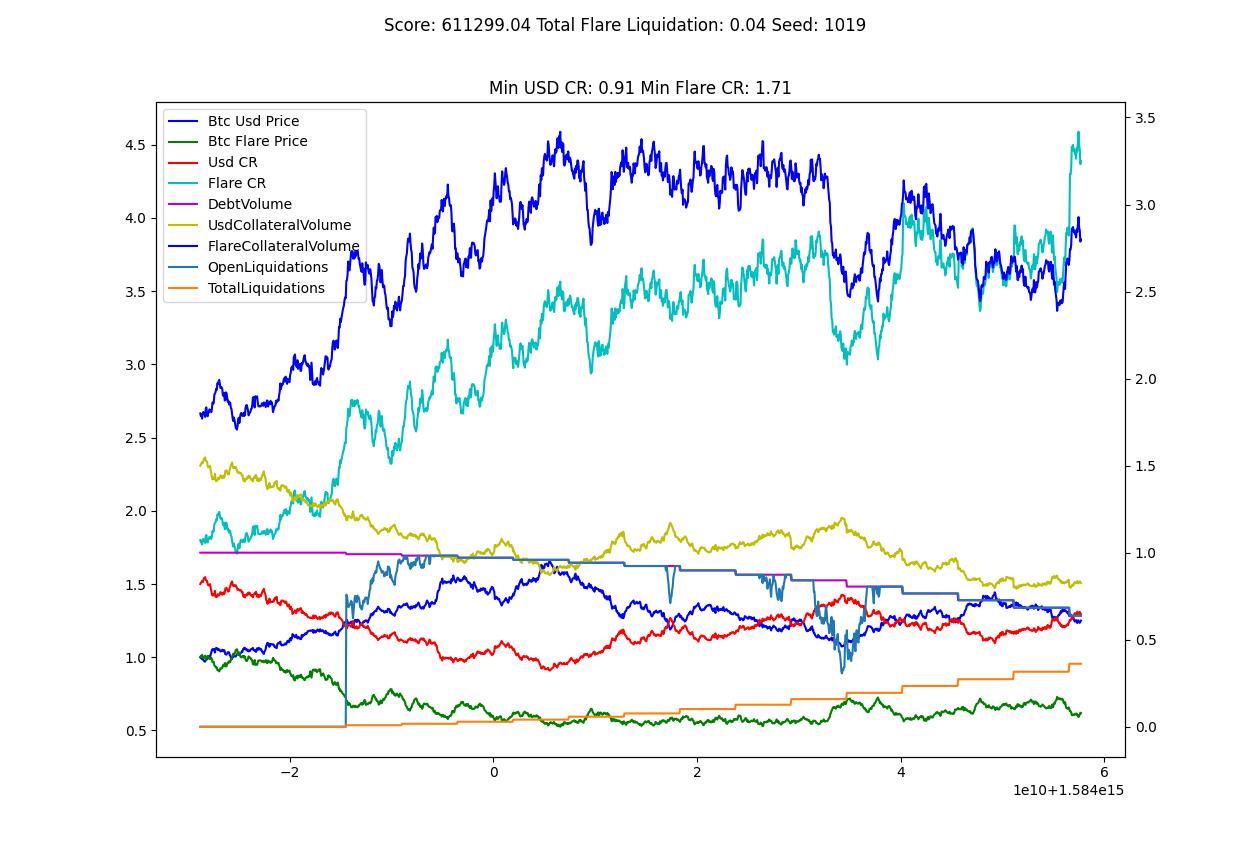 Score: 611299.04 Total Flare Liquidation: 0.04 Seed: 1019
Min USD CR: 0.91 Min Flare CR: 1.71
Btc Usd Price
Btc Flare Price
Usd CR
Flare CR
DebtVolume
UsdCollateralVolume
FlareCollateralVolume
OpenLiquidations
TotalLiquidations
4.5
4.0
3.5
3.0
2.5
2.0
1.5
1.0
0.5
3.5
3.0
2.5
2.0
1.5
1.0
0.5
0.0
−2 0 2 4 6
1e10+1.584e15